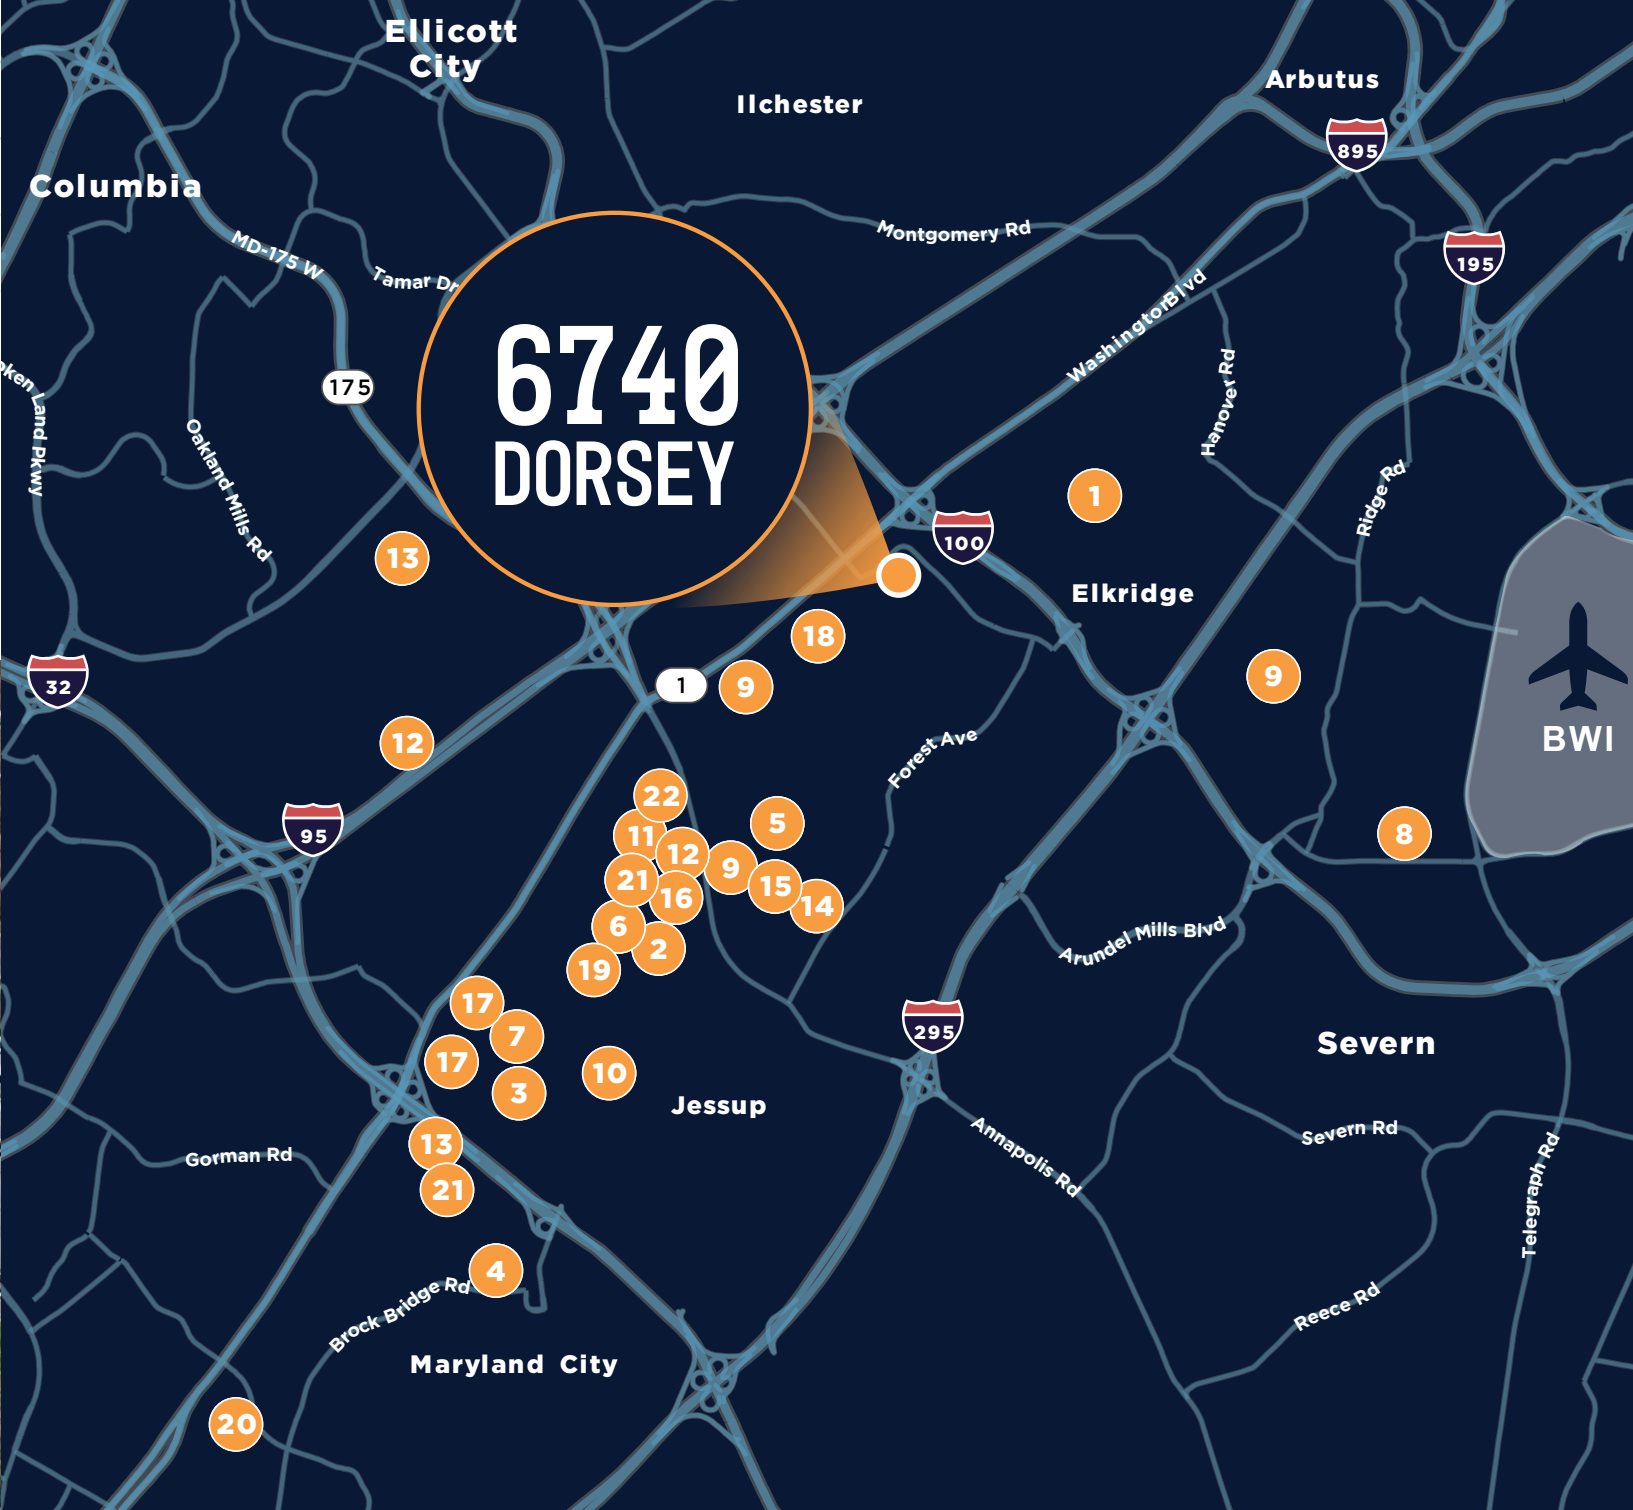 Ellicott
City
Arbutus
Ilchester
895
Columbia
Montgomery Rd
MD-175 W
195
Tamar Dr
Washington Blvd
6740
DORSEY
175
Hanover Rd
oken Land Pkwy
Oakland Mills Rd
Ridge Rd
1
100
13
Elkridge
18
9
32
1
9
BWI
12
Forest Ave
22
5
95
11
8
12
9
21
15
16
14
6
2
Arundel Mills Blvd
19
17
295
7
Severn
17
10
3
Jessup
Severn Rd
13
Gorman Rd
Annapolis Rd
21
Telegraph Rd
4
Brock Bridge Rd
Reece Rd
Maryland City
20